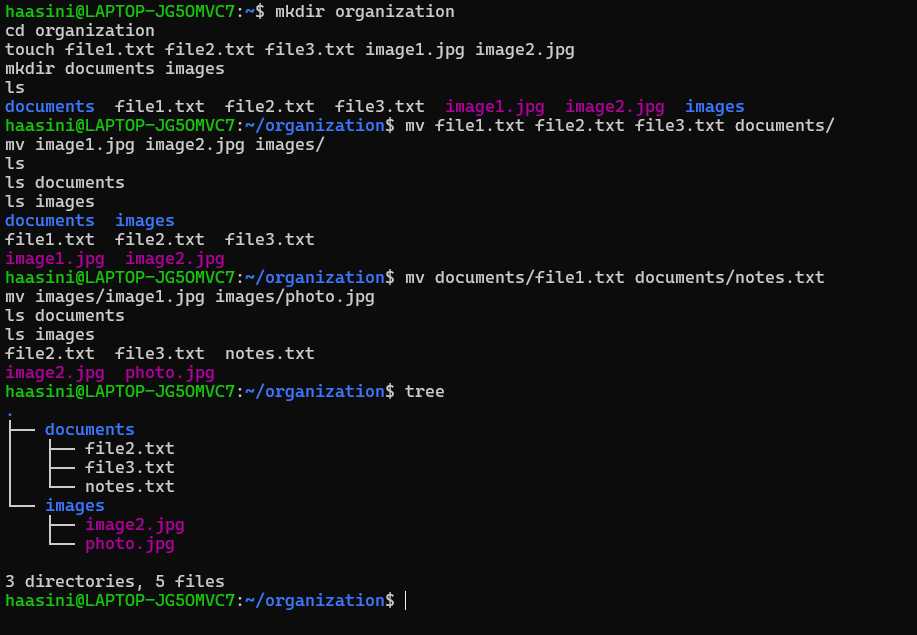 haasini@LAPTOP-JG5OMVC7:~$ mkdir organization
cd organization
touch file1.txt file2.txt file3.txt image1.jpg image2.jpg
mkdir documents images
ls
documents  file1.txt  file2.txt  file3.txt  image1.jpg  image2.jpg  images
haasini@LAPTOP-JG5OMVC7:~/organization$ mv file1.txt file2.txt file3.txt documents/
mv image1.jpg image2.jpg images/
ls
ls documents
ls images
documents  images
file1.txt  file2.txt  file3.txt
image1.jpg  image2.jpg
haasini@LAPTOP-JG5OMVC7:~/organization$ mv documents/file1.txt documents/notes.txt
mv images/image1.jpg images/photo.jpg
ls documents
ls images
file2.txt  file3.txt  notes.txt
image2.jpg  photo.jpg
haasini@LAPTOP-JG5OMVC7:~/organization$ tree
.
├── documents
│   ├── file2.txt
│   ├── file3.txt
│   └── notes.txt
└── images
    ├── image2.jpg
    └── photo.jpg

3 directories, 5 files
haasini@LAPTOP-JG5OMVC7:~/organization$